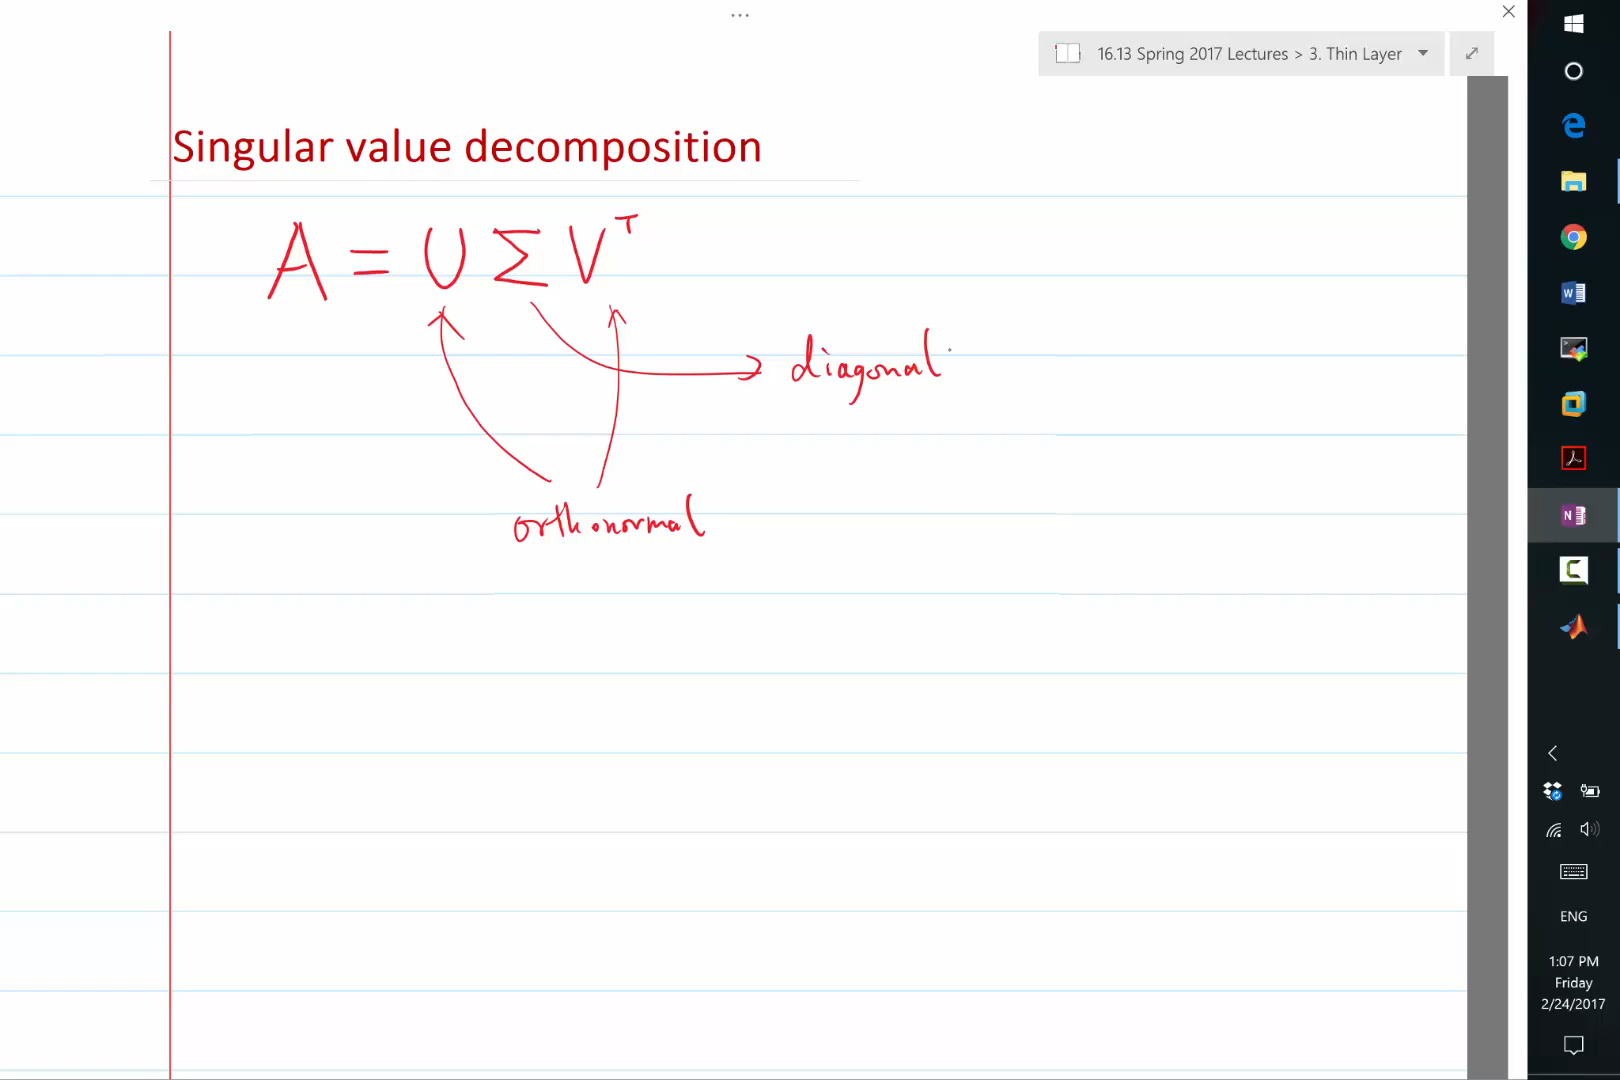 ...
16.13 Spring 2017 Lectures > 3. Thin Layer
Singular value decomposition
A = U Σ V^T
diagonal
orthonormal
ENG
1:07 PM
Friday
2/24/2017